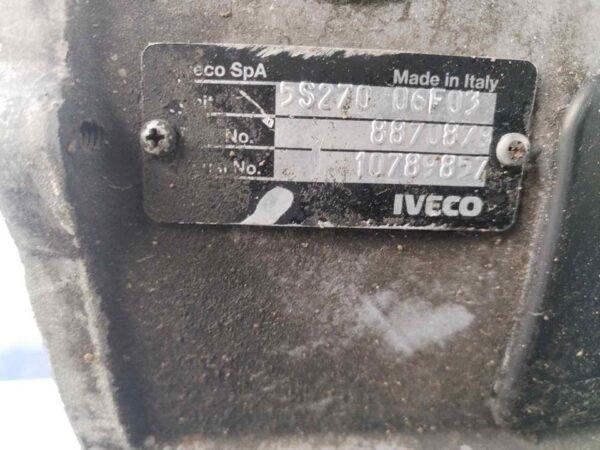 eco SpA
Made in Italy
5S270 06F03
No. 8870879
No. 10789857
IVECO